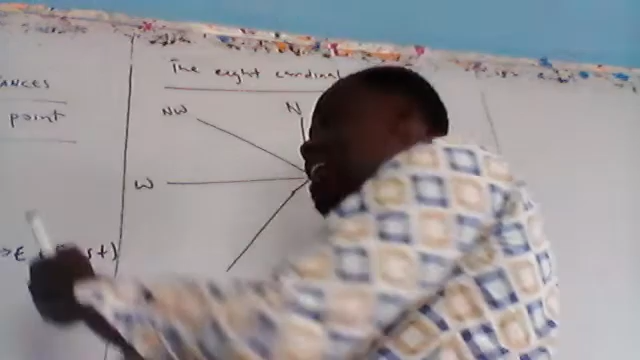 ANCES
point
The eight cardinal
NW
N
W